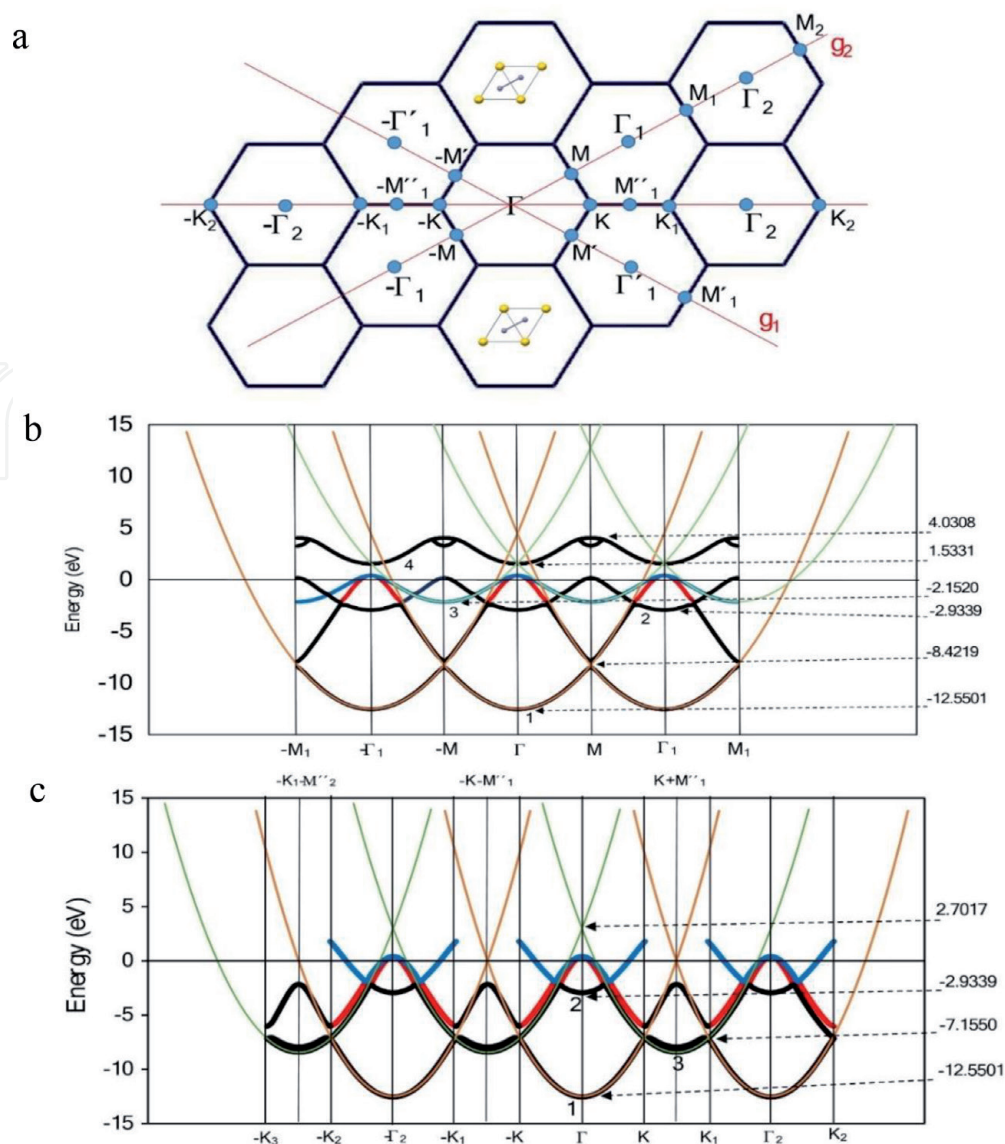 a
M₂
g₂
Γ₂
M₁
-Γ´₁
Γ₁
-M´
M
-M´´₁
Γ
M´´₁
-K₂
-Γ₂
-K₁
-K
K
K₁
Γ₂
K₂
-M
M´
-Γ₁
Γ´₁
M´₁
g₁
b
Energy (eV)
15
10
5
0
-5
-10
-15
4
3
2
1
4.0308
1.5331
-2.1520
-2.9339
-8.4219
-12.5501
-M₁ -Γ₁ -M Γ M Γ₁ M₁
c
-K₁-M´´₂ -K-M´´₁ K+M´´₁
Energy (eV)
15
10
5
0
-5
-10
-15
2
3
1
2.7017
-2.9339
-7.1550
-12.5501
-K₃ -K₂ -Γ₂ -K₁ -K Γ K K₁ Γ₂ K₂